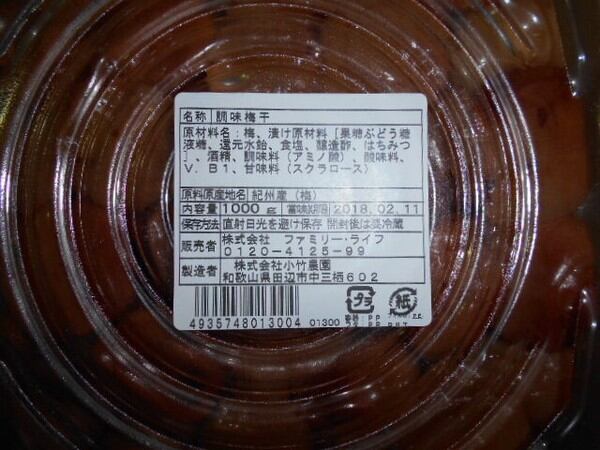 名称 調味梅干
原材料名：梅、漬け原材料［果糖ぶどう糖
液糖、還元水飴、食塩、醸造酢、はちみつ
］、酒精、調味料（アミノ酸）、酸味料、
V．B1、甘味料（スクラロース）
原料原産地名 紀州産（梅）
内容量 1000g 賞味期限 2018.02.11
保存方法 直射日光を避け保存 開封後は要冷蔵
販売者 株式会社 ファミリー・ライフ
0120-4125-99
製造者 株式会社小竹農園
和歌山県田辺市中三栖602
プラ 紙
4935748013004 01300